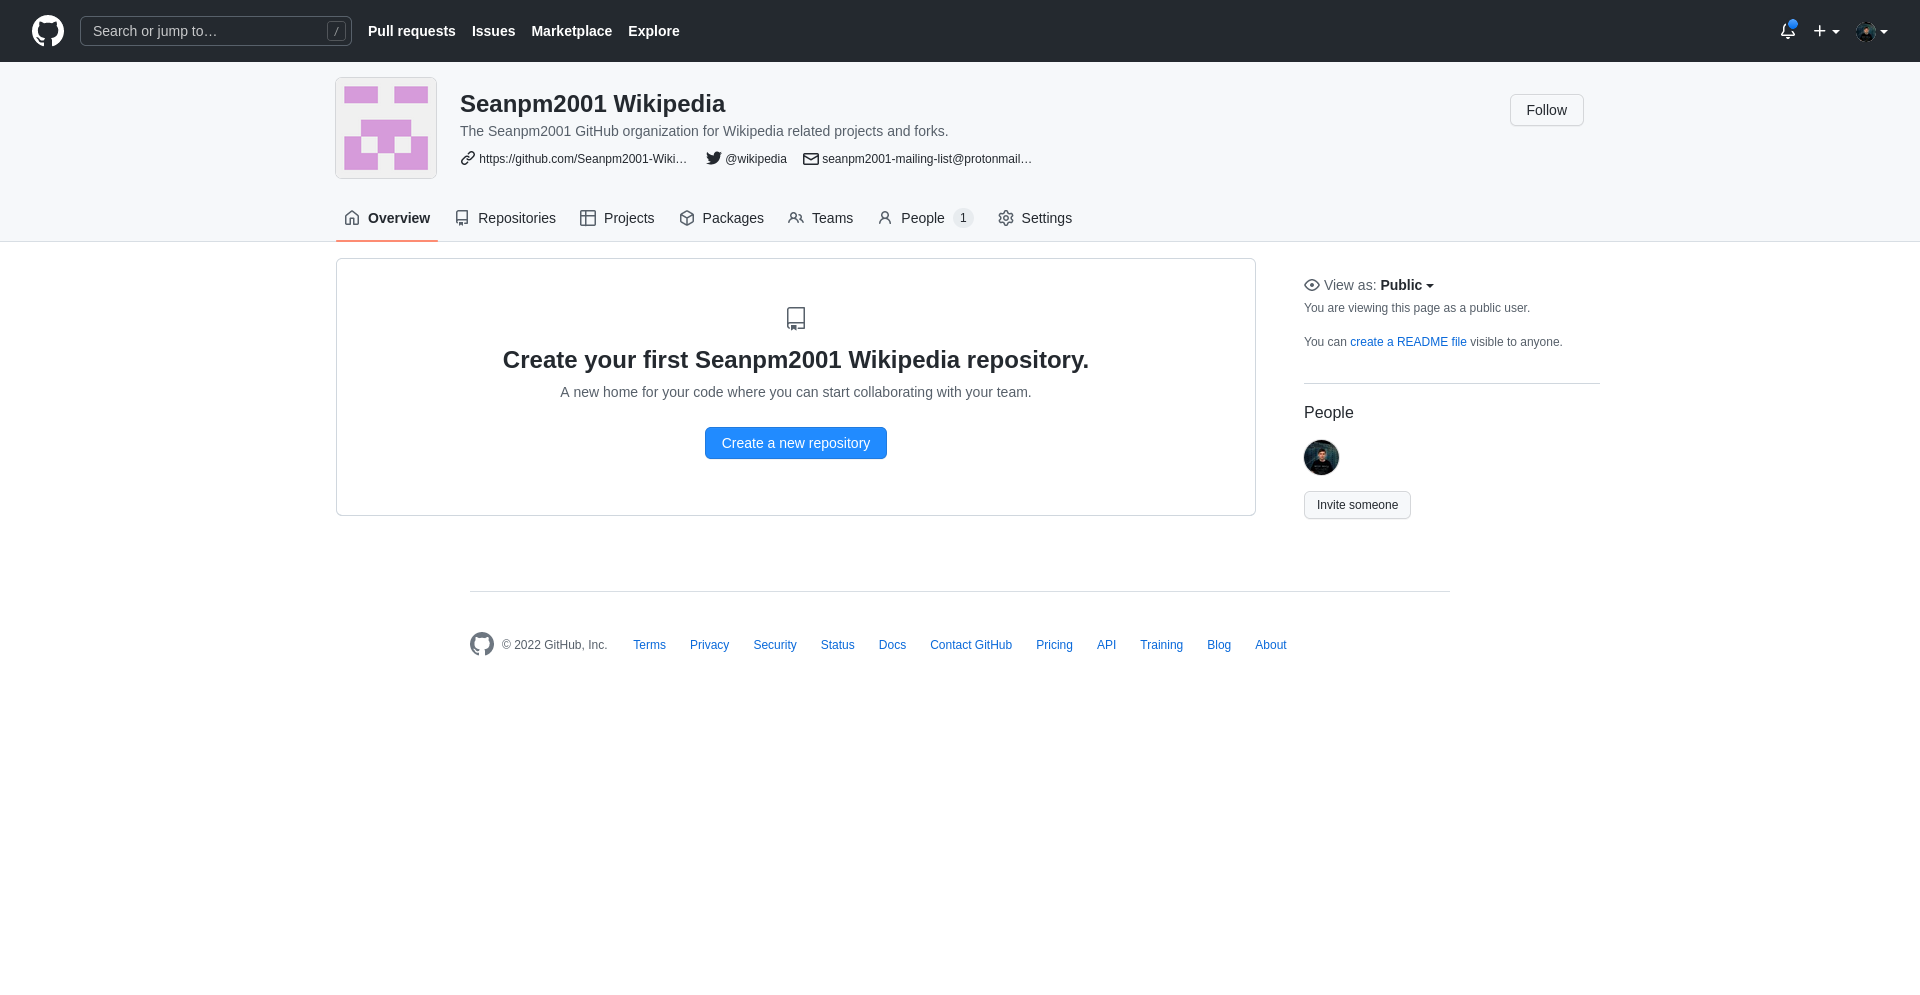 Search or jump to… /
Pull requests Issues Marketplace Explore
Seanpm2001 Wikipedia
Follow
The Seanpm2001 GitHub organization for Wikipedia related projects and forks.
https://github.com/Seanpm2001-Wiki… @wikipedia seanpm2001-mailing-list@protonmail…
Overview Repositories Projects Packages Teams People 1 Settings
Create your first Seanpm2001 Wikipedia repository.
A new home for your code where you can start collaborating with your team.
Create a new repository
View as: Public
You are viewing this page as a public user.
You can create a README file visible to anyone.
People
Invite someone
© 2022 GitHub, Inc. Terms Privacy Security Status Docs Contact GitHub Pricing API Training Blog About